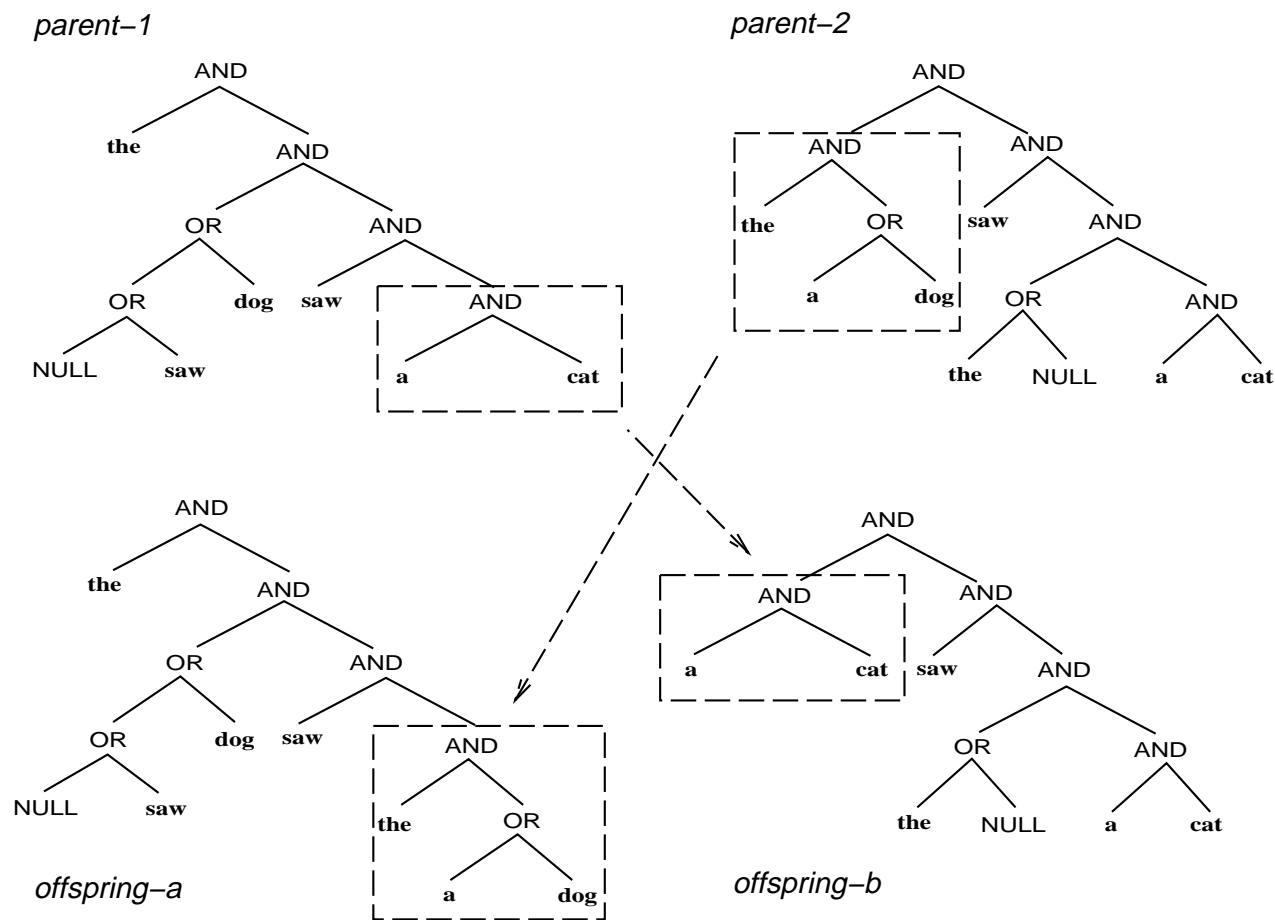 parent–1
AND
the
AND
OR
AND
OR
dog
saw
AND
NULL
saw
a
cat
parent–2
AND
AND
AND
the
OR
saw
AND
a
dog
OR
AND
the
NULL
a
cat
AND
the
AND
OR
AND
OR
dog
saw
AND
NULL
saw
the
OR
a
dog
offspring–a
AND
AND
AND
a
cat
saw
AND
OR
AND
the
NULL
a
cat
offspring–b